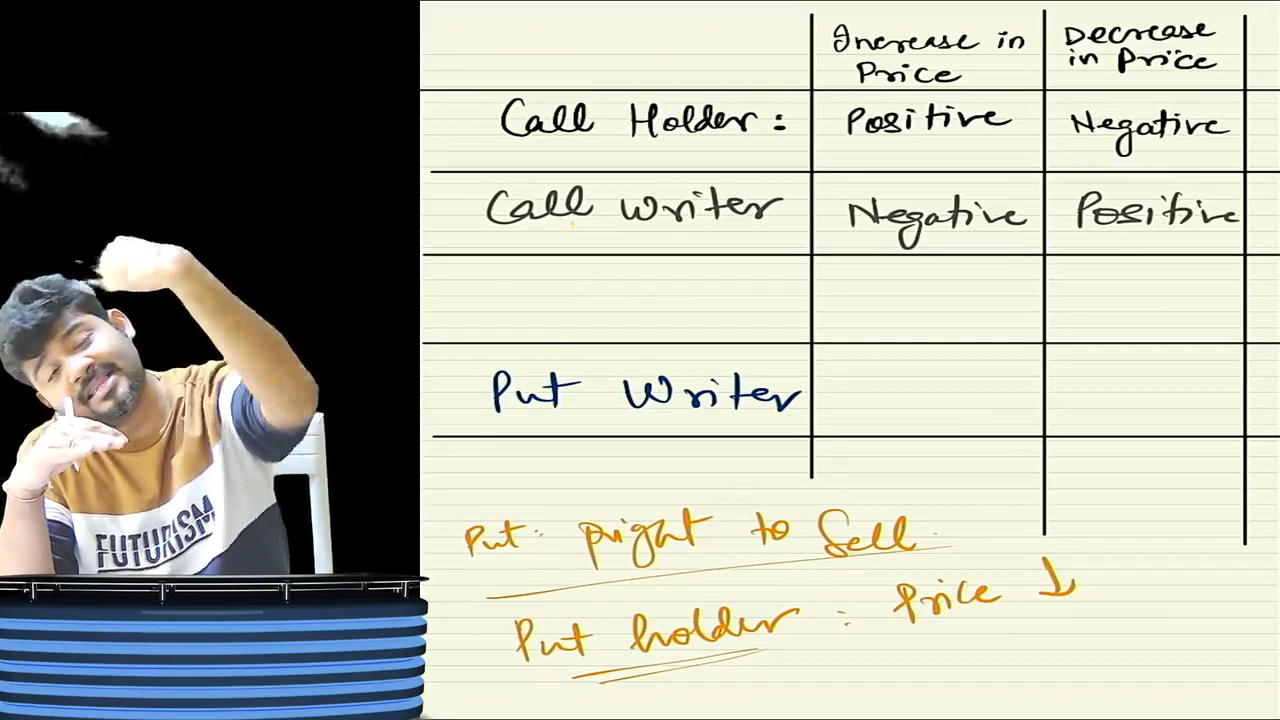 Increase in Price
Decrease in Price
Call Holder :
Positive
Negative
Call Writer
Negative
Positive
Put Writer
Put: right to Sell
Put holder : Price ↓
FUTURISM